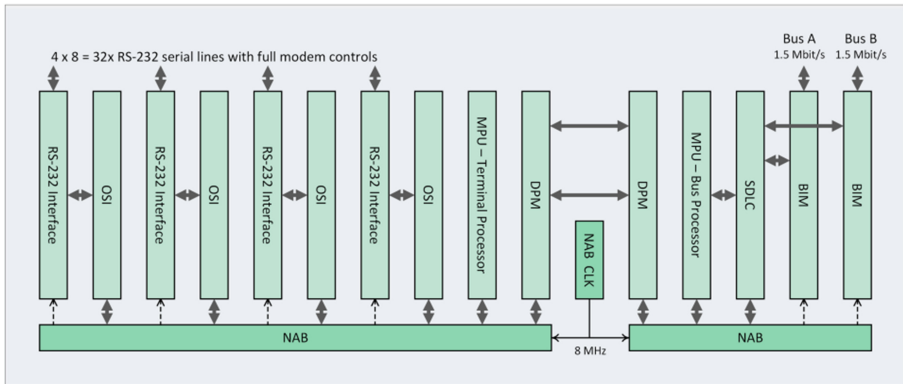 4 x 8 = 32x RS-232 serial lines with full modem controls
Bus A
1.5 Mbit/s
Bus B
1.5 Mbit/s
RS-232 Interface
OSI
RS-232 Interface
OSI
RS-232 Interface
OSI
RS-232 Interface
OSI
MPU – Terminal Processor
DPM
NAB CLK
DPM
MPU – Bus Processor
SDLC
BIM
BIM
NAB
8 MHz
NAB